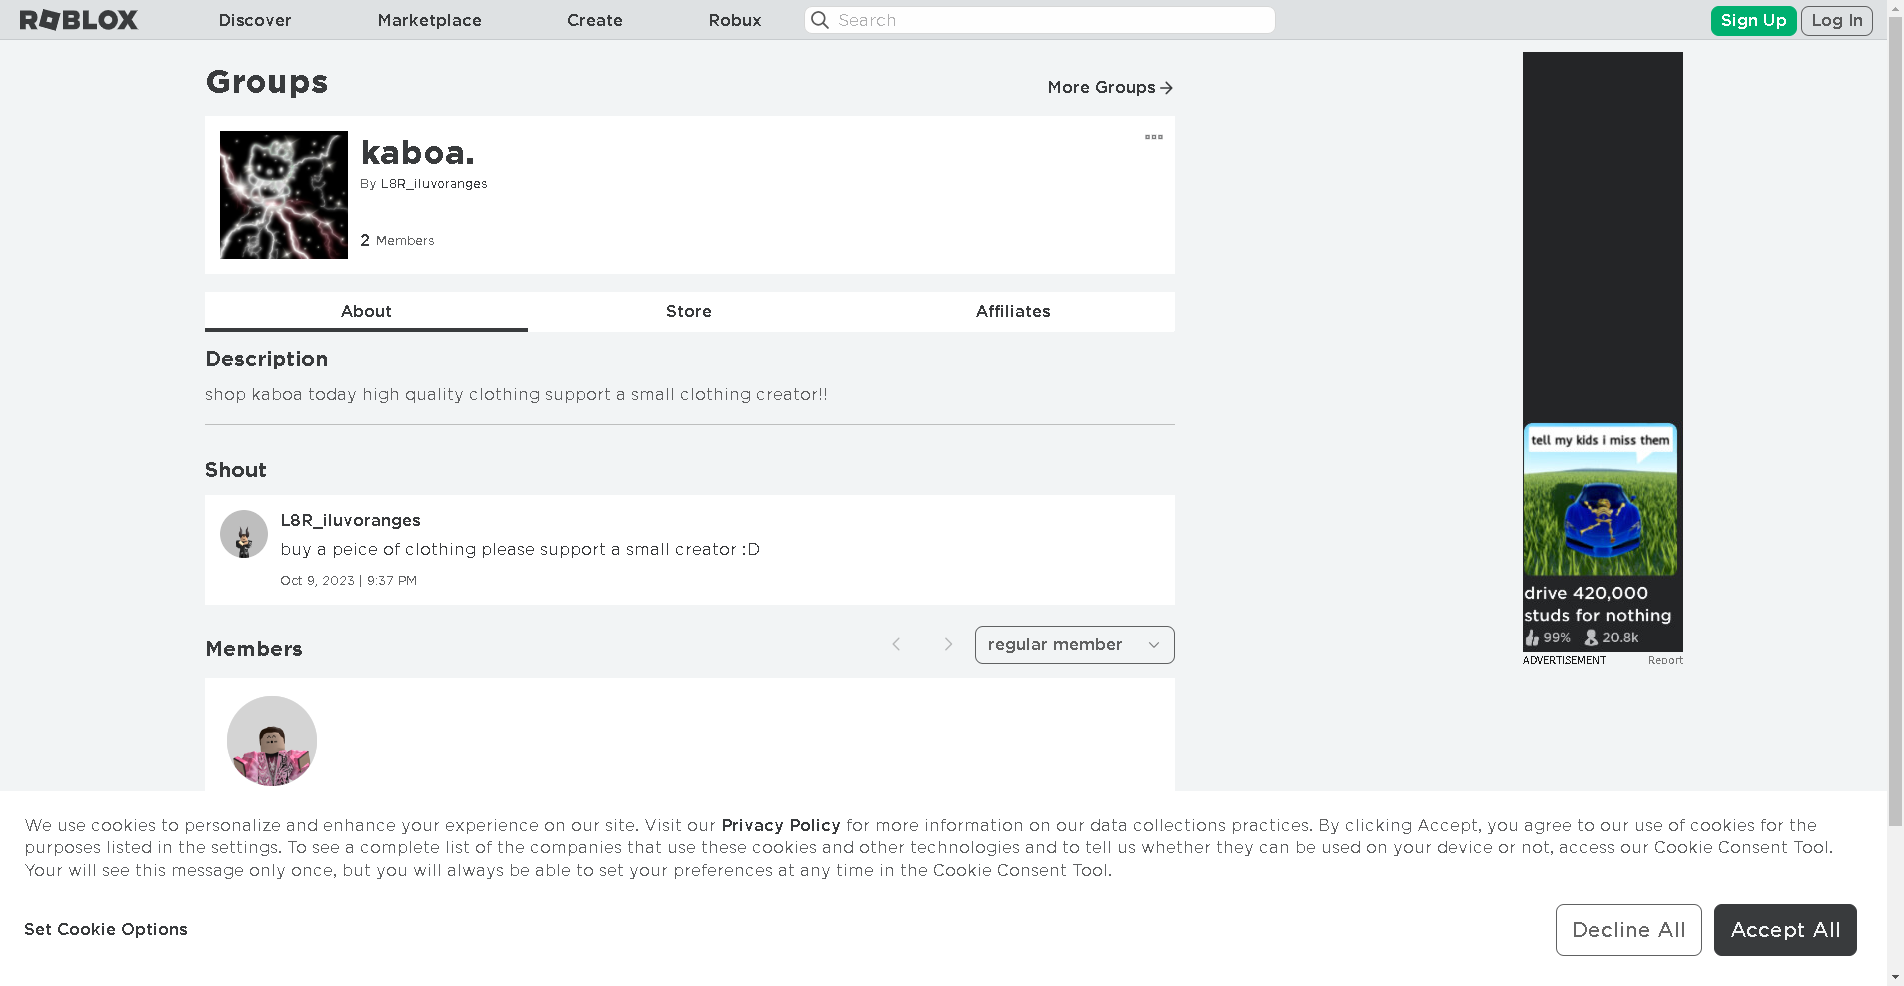 ROBLOX
Discover
Marketplace
Create
Robux
Search
Sign Up
Log In
Groups
More Groups
kaboa.
By L8R_iluvoranges
2 Members
About
Store
Affiliates
Description
shop kaboa today high quality clothing support a small clothing creator!!
Shout
L8R_iluvoranges
buy a peice of clothing please support a small creator :D
Oct 9, 2023 | 9:37 PM
Members
regular member
tell my kids i miss them
drive 420,000
studs for nothing
99% 20.8k
ADVERTISEMENT
Report
We use cookies to personalize and enhance your experience on our site. Visit our Privacy Policy for more information on our data collections practices. By clicking Accept, you agree to our use of cookies for the
purposes listed in the settings. To see a complete list of the companies that use these cookies and other technologies and to tell us whether they can be used on your device or not, access our Cookie Consent Tool.
Your will see this message only once, but you will always be able to set your preferences at any time in the Cookie Consent Tool.
Set Cookie Options
Decline All
Accept All